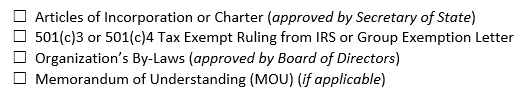 ☐ Articles of Incorporation or Charter (approved by Secretary of State)
☐ 501(c)3 or 501(c)4 Tax Exempt Ruling from IRS or Group Exemption Letter
☐ Organization's By-Laws (approved by Board of Directors)
☐ Memorandum of Understanding (MOU) (if applicable)